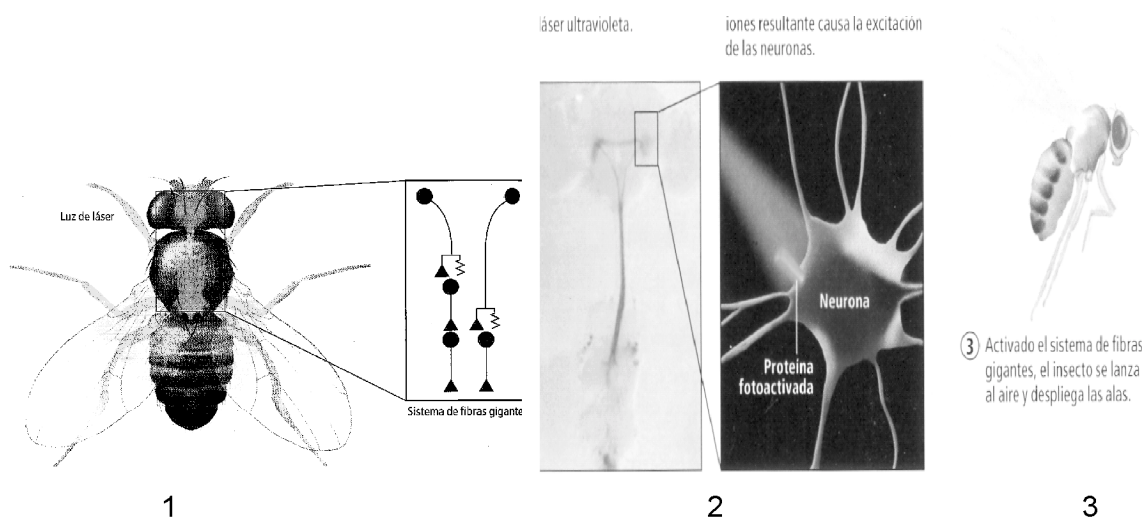 láser ultravioleta.
iones resultante causa la excitación
de las neuronas.
Luz de láser
Neurona
Proteína
fotoactivada
③ Activado el sistema de fibras
gigantes, el insecto se lanza
al aire y despliega las alas.
Sistema de fibras gigante
1
2
3